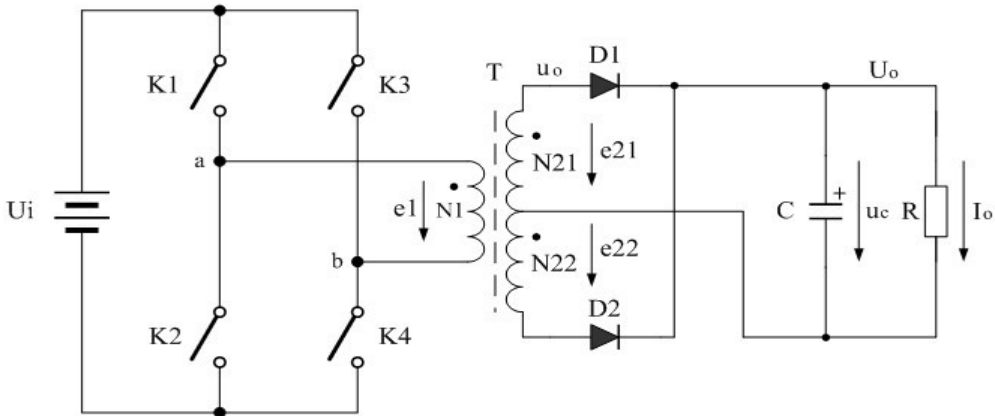 K1
K3
a
b
Ui
K2
K4
e1
N1
T
uo
D1
N21
e21
N22
e22
D2
Uo
C
+
uc
R
Io